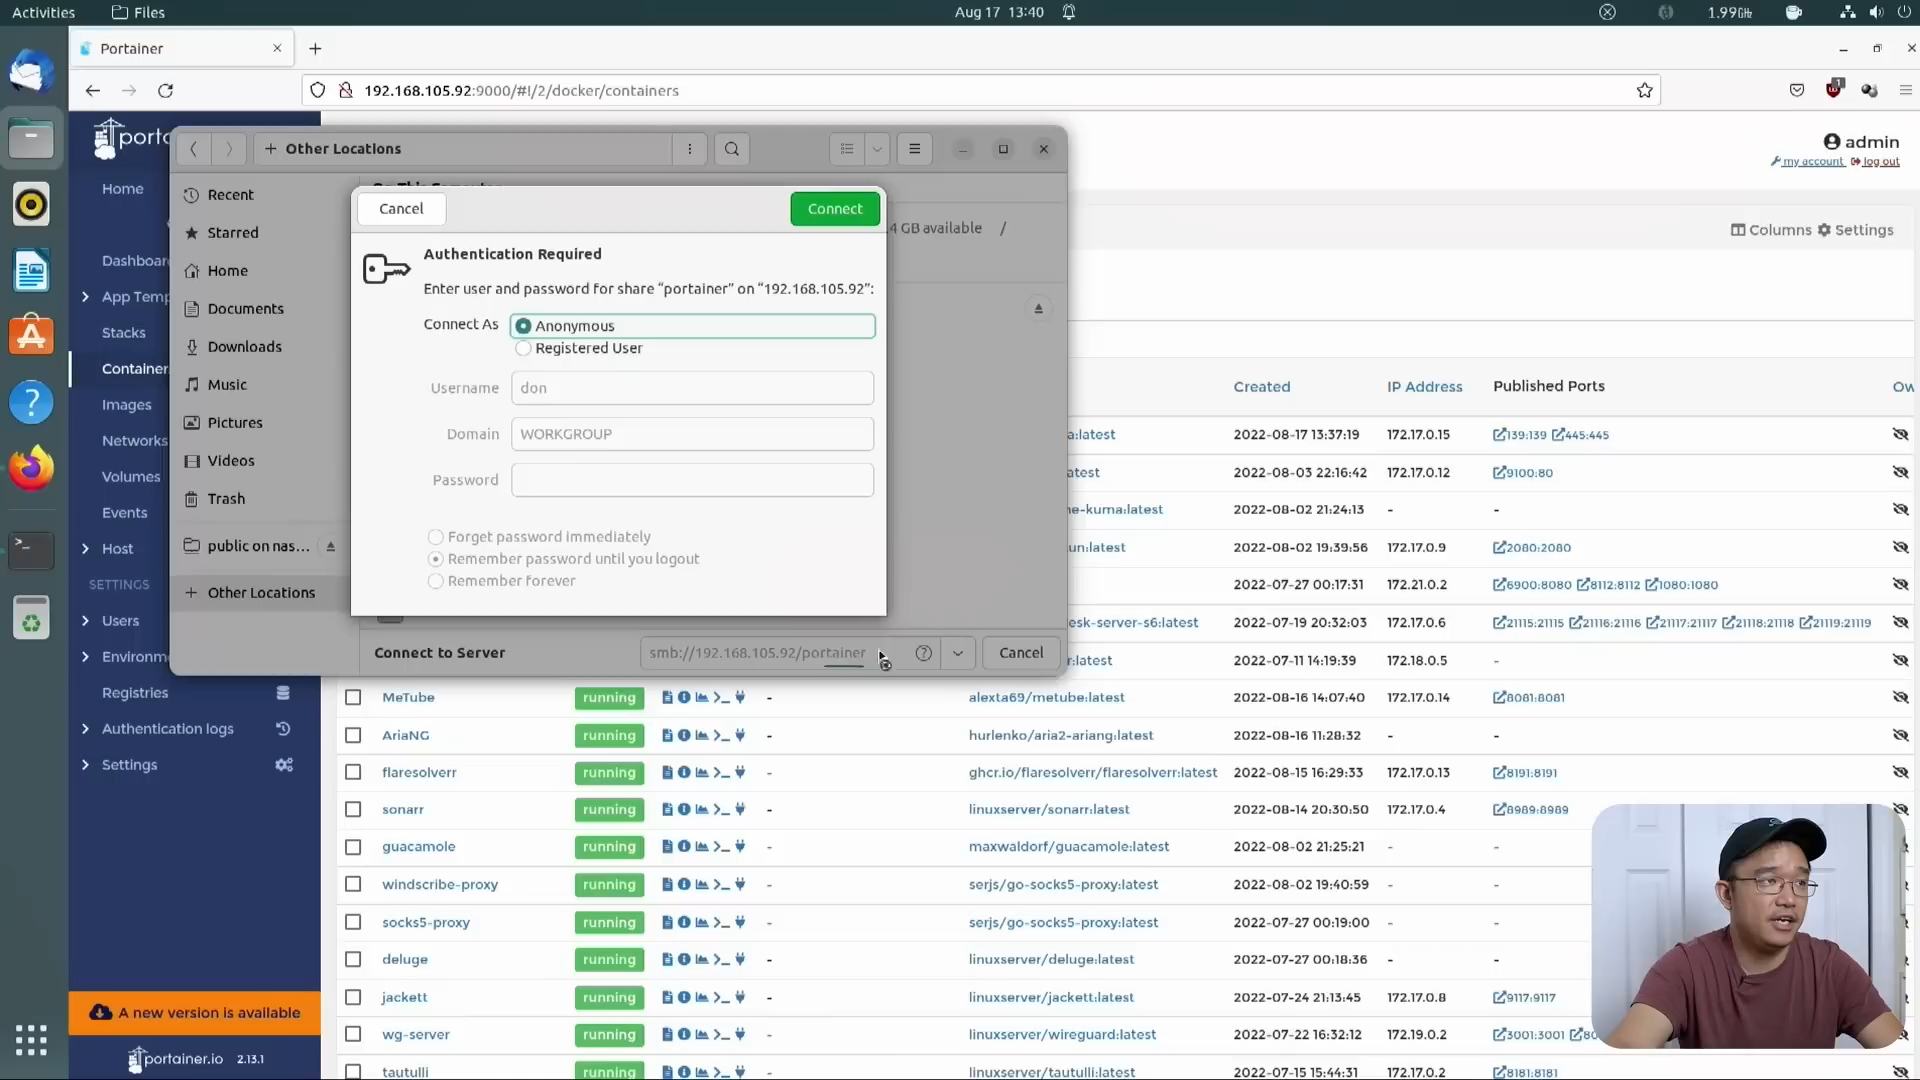 Activities Files Aug 17 13:40 1.99GHz
Portainer
192.168.105.92:9000/#!/2/docker/containers
admin
my account log out
Columns Settings
Home
Dashboar
App Temp
Stacks
Container
Images
Networks
Volumes
Events
Host
SETTINGS
Users
Environm
Registries
Authentication logs
Settings
A new version is available
portainer.io 2.13.1
Other Locations
Recent
Starred
Home
Documents
Downloads
Music
Pictures
Videos
Trash
public on nas...
Other Locations
4 GB available /
Cancel Connect
Authentication Required
Enter user and password for share “portainer” on “192.168.105.92”:
Connect As Anonymous
Registered User
Username don
Domain WORKGROUP
Password
Forget password immediately
Remember password until you logout
Remember forever
Connect to Server smb://192.168.105.92/portainer Cancel
Created IP Address Published Ports Ow
a:latest 2022-08-17 13:37:19 172.17.0.15 139:139 445:445
atest 2022-08-03 22:16:42 172.17.0.12 9100:80
ne-kuma:latest 2022-08-02 21:24:13 - -
un:latest 2022-08-02 19:39:56 172.17.0.9 2080:2080
2022-07-27 00:17:31 172.21.0.2 6900:8080 8112:8112 1080:1080
esk-server-s6:latest 2022-07-19 20:32:03 172.17.0.6 21115:21115 21116:21116 21117:21117 21118:21118 21119:21119
r:latest 2022-07-11 14:19:39 172.18.0.5 -
MeTube running - alexta69/metube:latest 2022-08-16 14:07:40 172.17.0.14 8081:8081
AriaNG running - hurlenko/aria2-ariang:latest 2022-08-16 11:28:32 - -
flaresolverr running - ghcr.io/flaresolverr/flaresolverr:latest 2022-08-15 16:29:33 172.17.0.13 8191:8191
sonarr running - linuxserver/sonarr:latest 2022-08-14 20:30:50 172.17.0.4 8989:8989
guacamole running - maxwaldorf/guacamole:latest 2022-08-02 21:25:21 - -
windscribe-proxy running - serjs/go-socks5-proxy:latest 2022-08-02 19:40:59 - -
socks5-proxy running - serjs/go-socks5-proxy:latest 2022-07-27 00:19:00 - -
deluge running - linuxserver/deluge:latest 2022-07-27 00:18:36 - -
jackett running - linuxserver/jackett:latest 2022-07-24 21:13:45 172.17.0.8 9117:9117
wg-server running - linuxserver/wireguard:latest 2022-07-22 16:32:12 172.19.0.2 3001:3001 80
tautulli running - linuxserver/tautulli:latest 2022-07-15 15:44:31 172.17.0.2 8181:8181